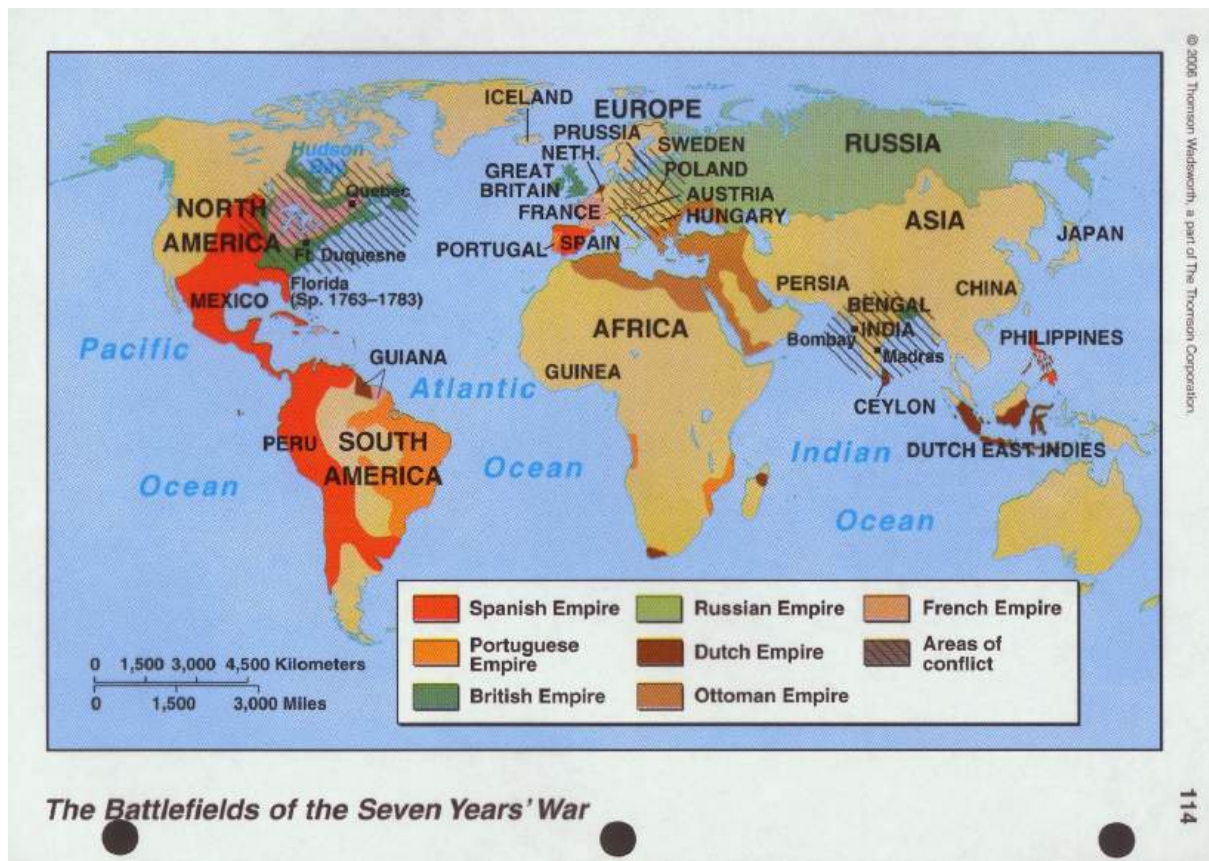 ICELAND
EUROPE
PRUSSIA
SWEDEN
RUSSIA
NETH.
Hudson
Bay
GREAT
BRITAIN
POLAND
Quebec
AUSTRIA
NORTH
AMERICA
FRANCE
HUNGARY
ASIA
JAPAN
PORTUGAL
SPAIN
Ft. Duquesne
Florida
(Sp. 1763–1783)
MEXICO
PERSIA
CHINA
BENGAL
INDIA
Bombay
Madras
AFRICA
PHILIPPINES
Pacific
GUIANA
Atlantic
GUINEA
CEYLON
PERU
SOUTH
AMERICA
Indian
DUTCH EAST INDIES
Ocean
Ocean
Ocean
Spanish Empire
Russian Empire
French Empire
Portuguese
Empire
Dutch Empire
Areas of
conflict
British Empire
Ottoman Empire
0 1,500 3,000 4,500 Kilometers
0 1,500 3,000 Miles
© 2006 Thomson Wadsworth, a part of The Thomson Corporation.
The Battlefields of the Seven Years' War
114